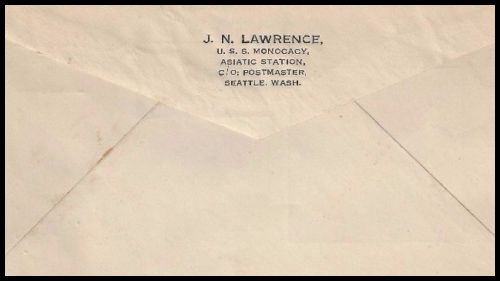 J. N. LAWRENCE,
U. S. S. MONOCACY,
ASIATIC STATION,
C/O; POSTMASTER,
SEATTLE. WASH.